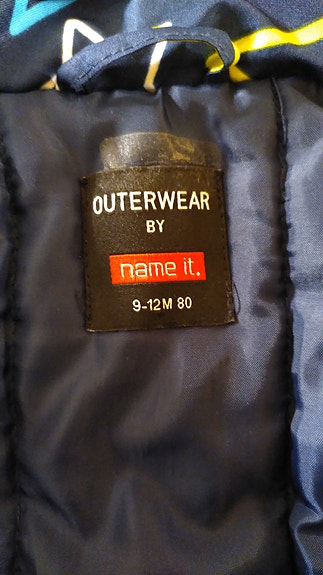 OUTERWEAR
BY
name it.
9-12M 80